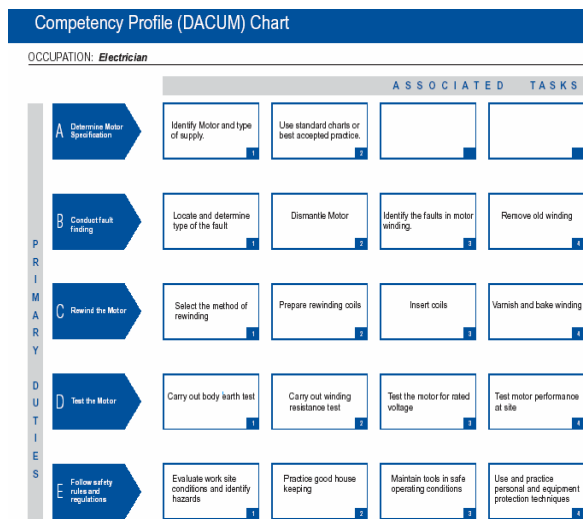 Competency Profile (DACUM) Chart
OCCUPATION: Electrician
ASSOCIATED TASKS
PRIMARY DUTIES
A Determine Motor
Specification
Identify Motor and type
of supply.
1
Use standard charts or
best accepted practice.
2
B Conduct fault
finding
Locate and determine
type of the fault
1
Dismantle Motor
2
Identify the faults in motor
winding.
3
Remove old winding
4
C Rewind the Motor
Select the method of
rewinding
1
Prepare rewinding coils
2
Insert coils
3
Varnish and bake winding
4
D Test the Motor
Carry out body earth test
1
Carry out winding
resistance test
2
Test the motor for rated
voltage
3
Test motor performance
at site
4
E Follow safety
rules and
regulations
Evaluate work site
conditions and identify
hazards
1
Practice good house
keeping
2
Maintain tools in safe
operating conditions
3
Use and practice
personal and equipment
protection techniques
4